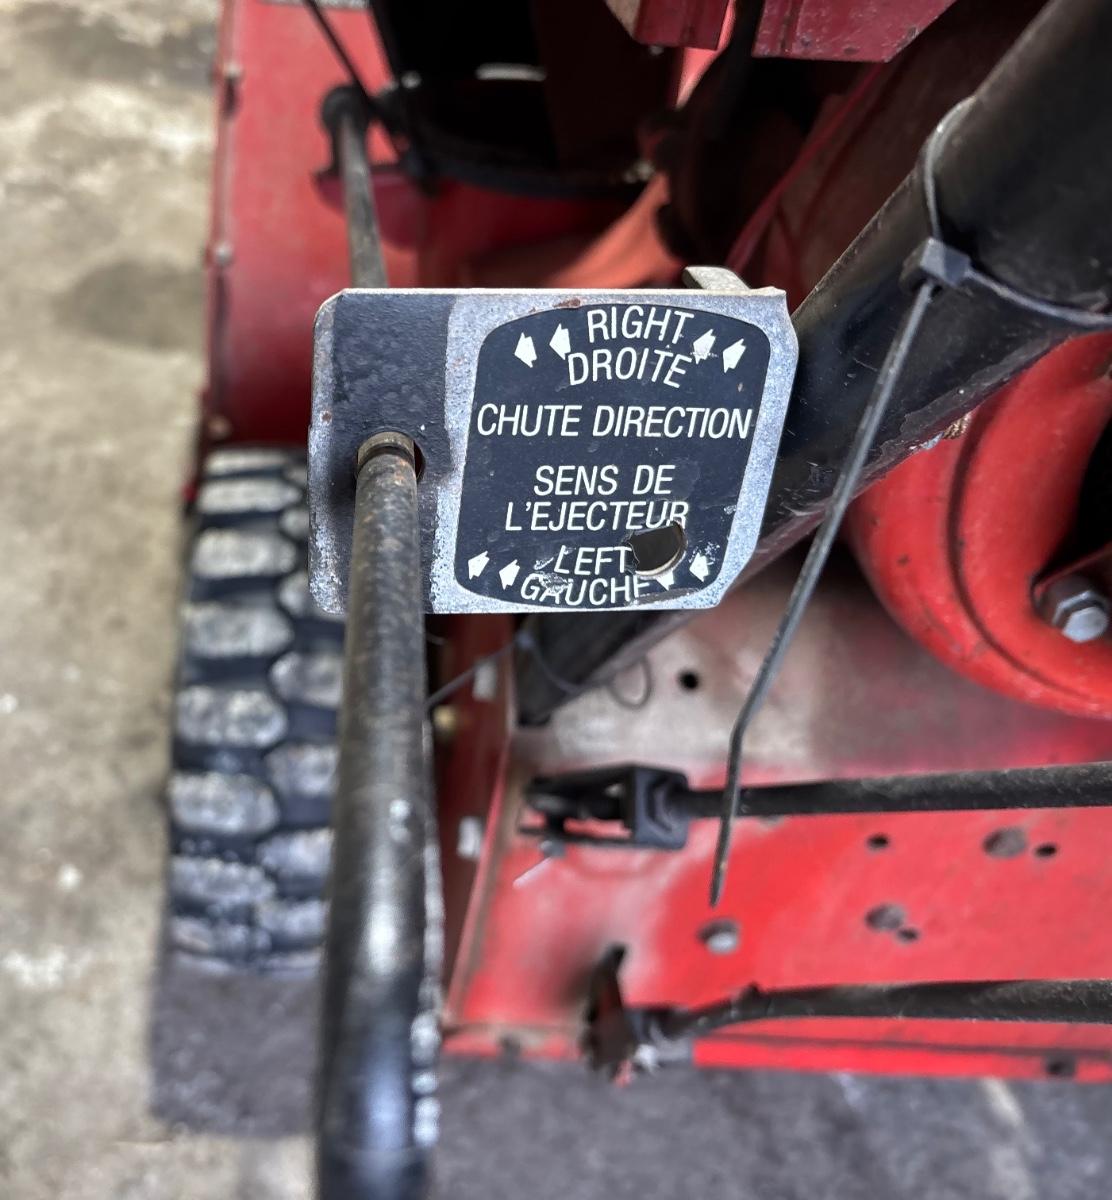 RIGHT
DROITE
CHUTE DIRECTION
SENS DE
L'EJECTEUR
LEFT
GAUCHE